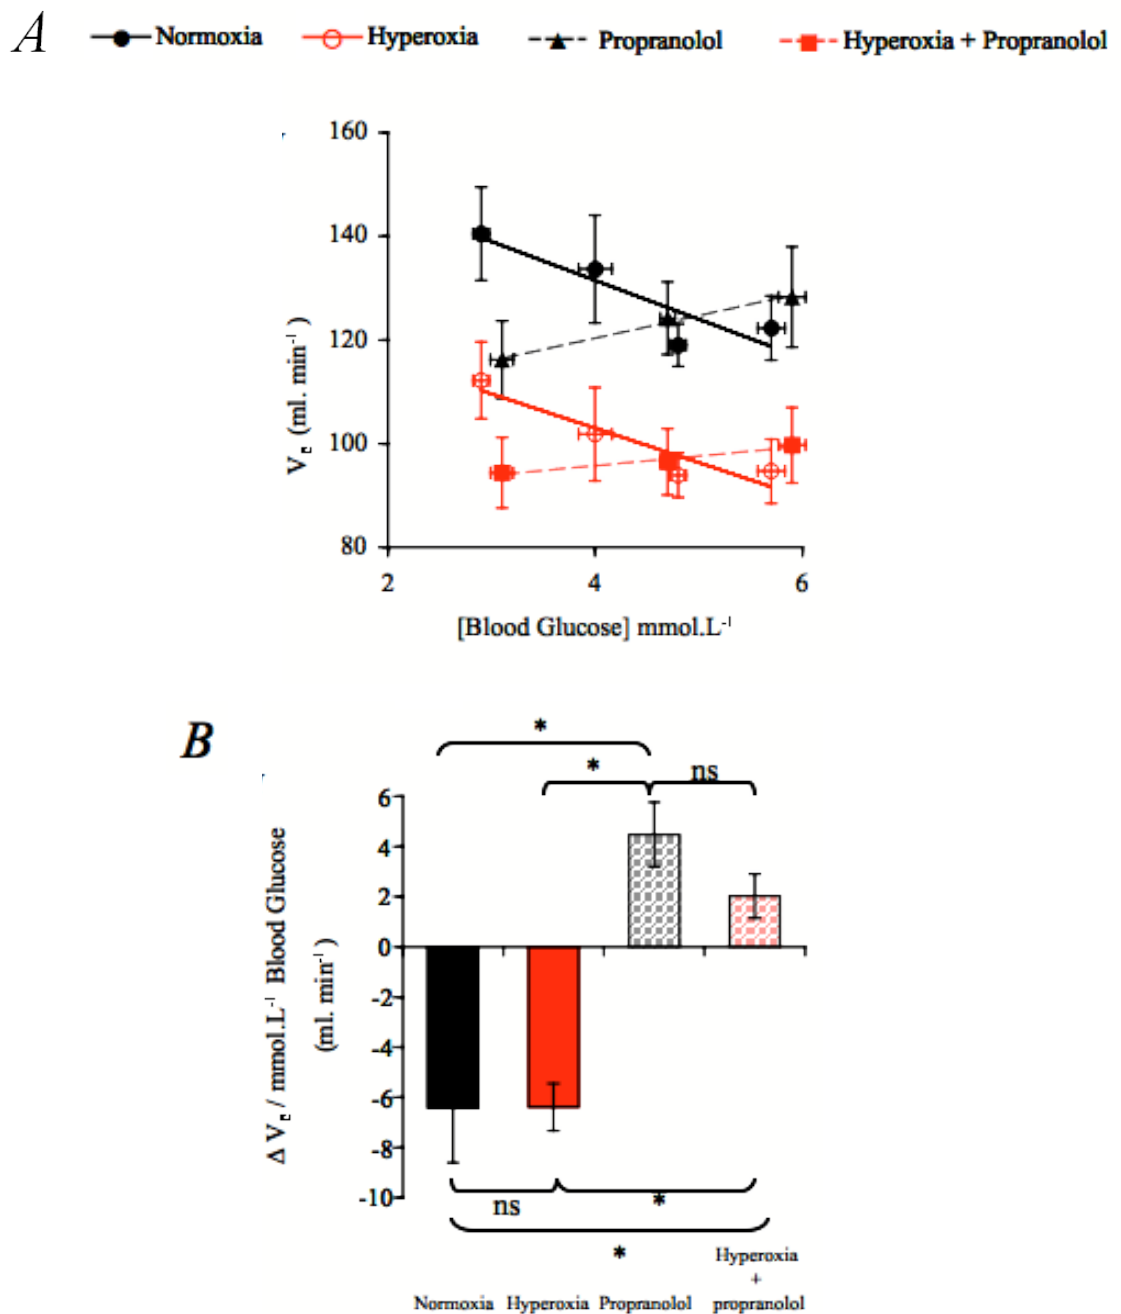 A
Normoxia Hyperoxia Propranolol Hyperoxia + Propranolol
160
140
120
100
80
V (ml. min⁻¹)
2 4 6
[Blood Glucose] mmol.L⁻¹
B
*
* ns
6
4
2
0
-2
-4
-6
-8
-10
Δ V / mmol.L⁻¹ Blood Glucose
(ml. min⁻¹)
ns *
*
Normoxia Hyperoxia Propranolol Hyperoxia
+
propranolol